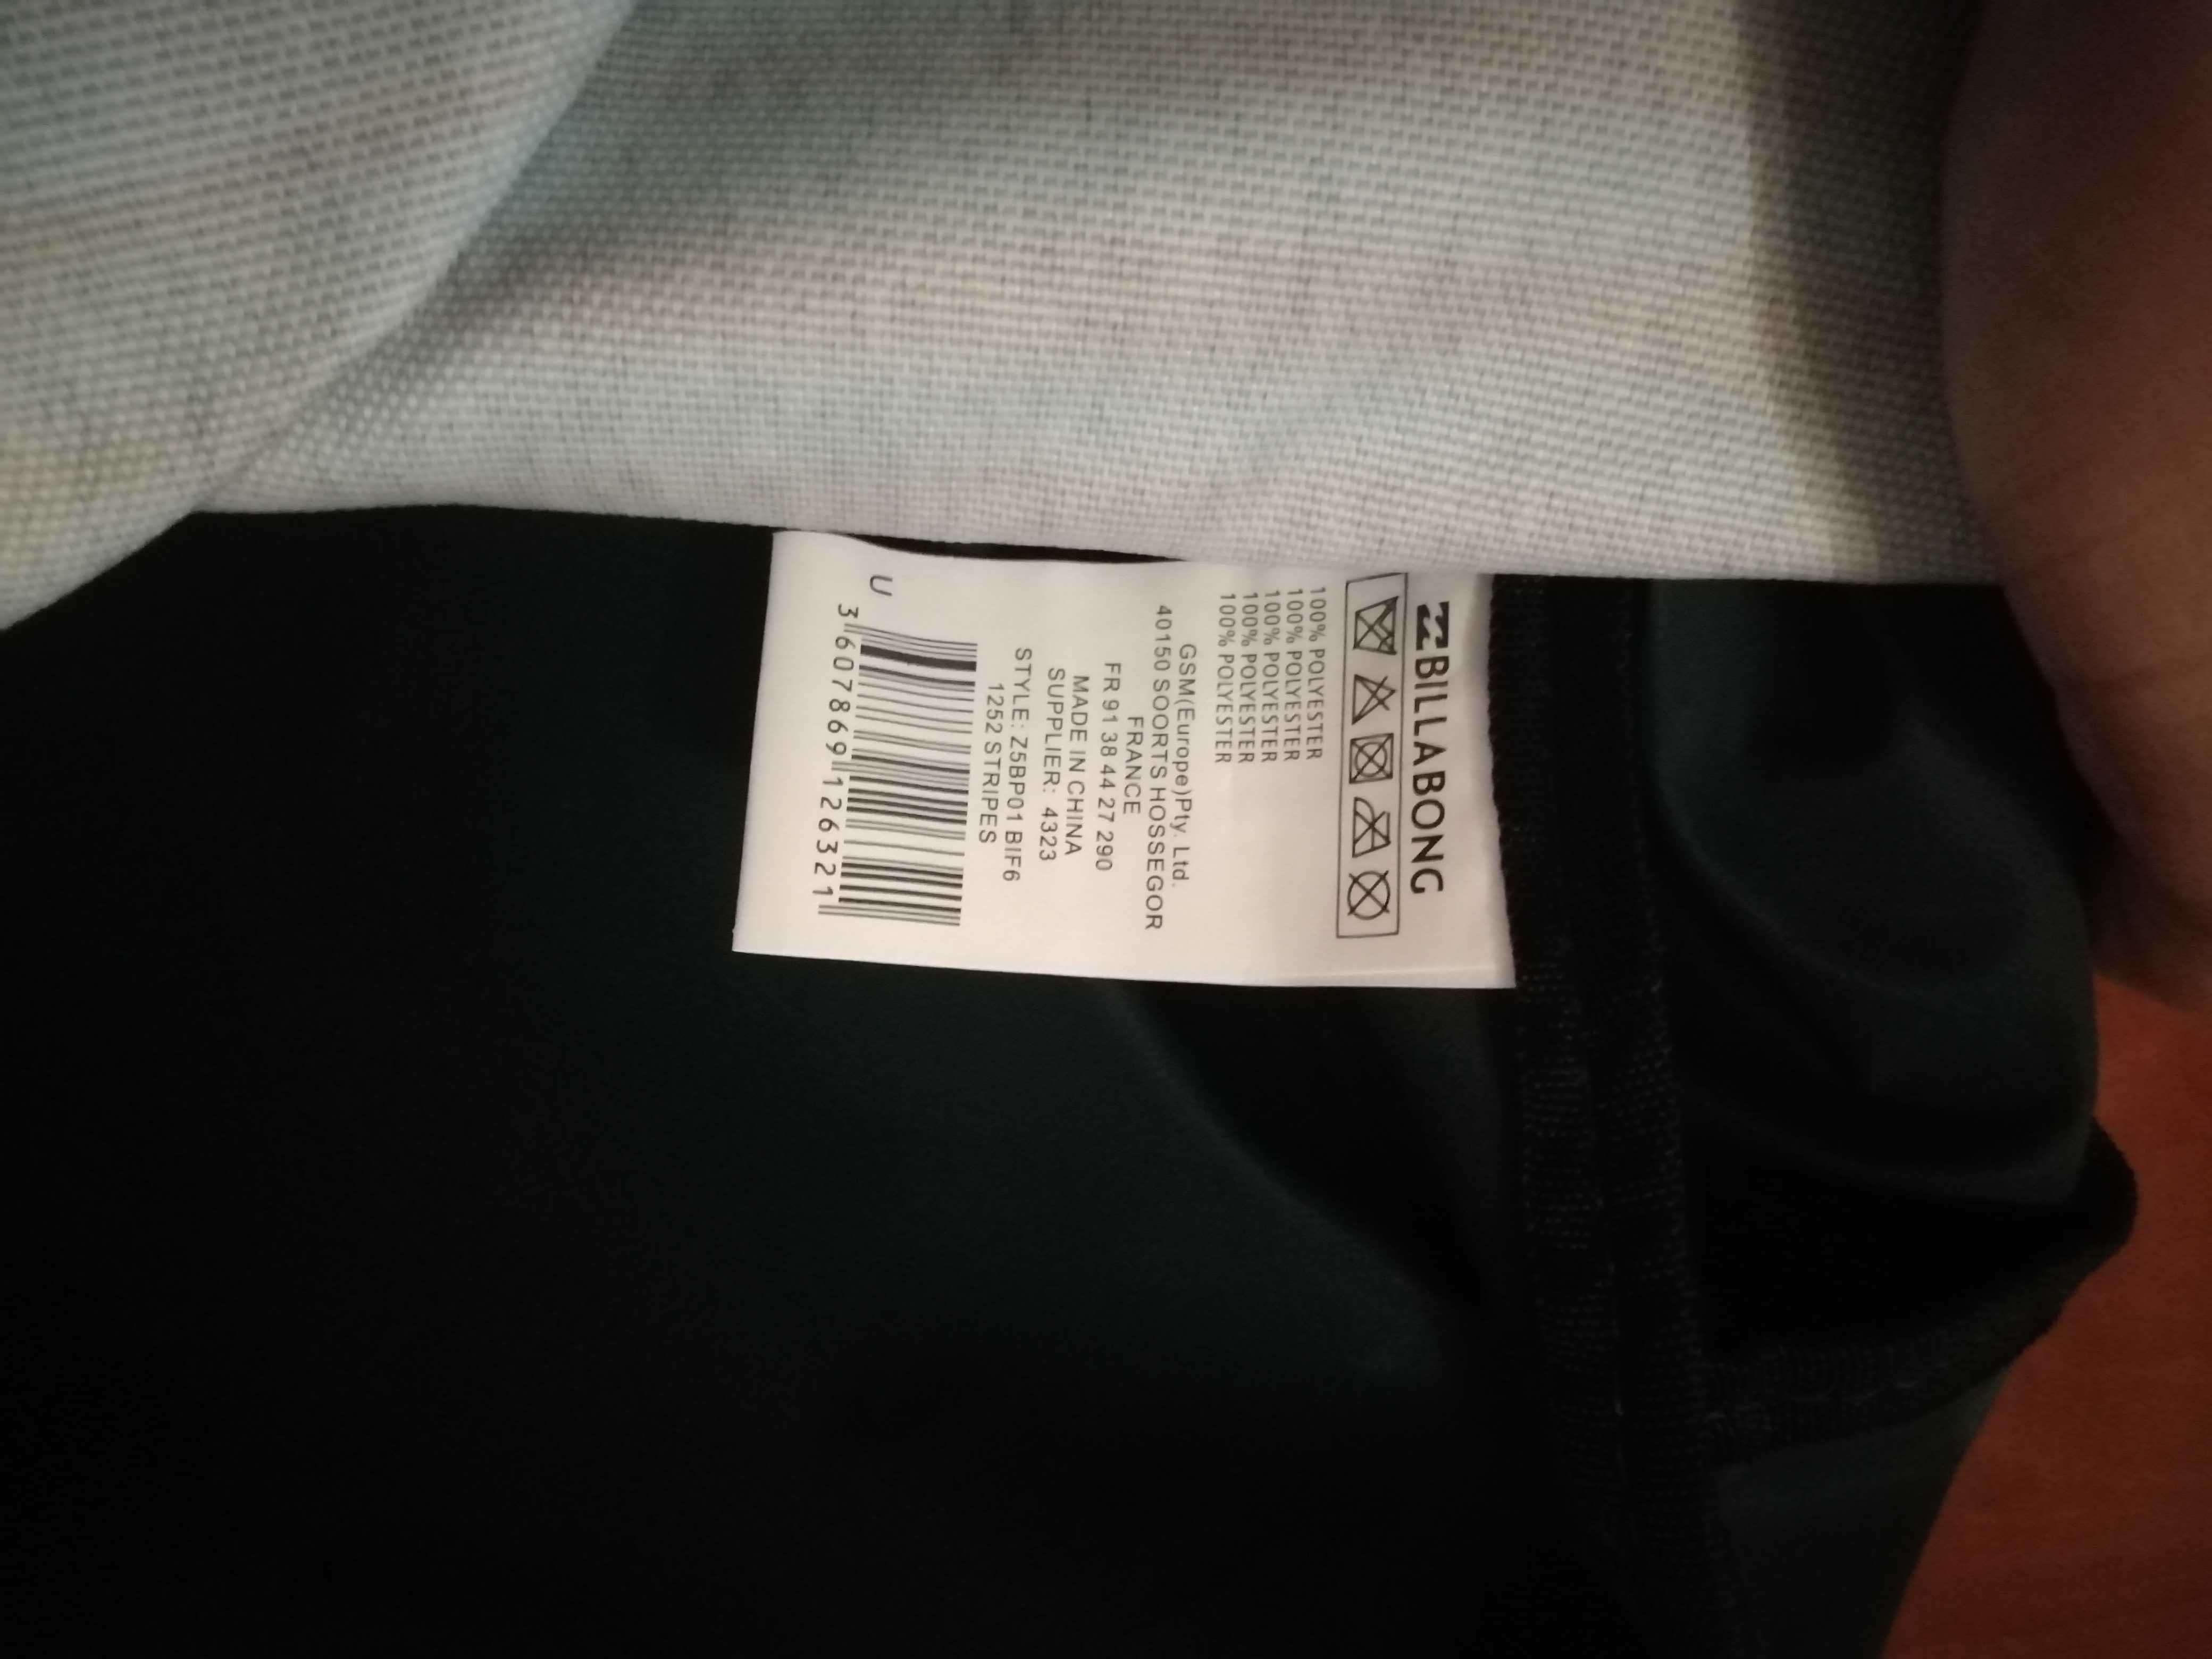 BILLABONG
100% POLYESTER
100% POLYESTER
100% POLYESTER
100% POLYESTER
100% POLYESTER
GSM(Europe)Pty. Ltd.
40150 SOORTS HOSSEGOR
FRANCE
FR 91 38 44 27 290
MADE IN CHINA
SUPPLIER: 4323
STYLE: Z5BP01 BIF6
1252 STRIPES
U
3 607869 126321